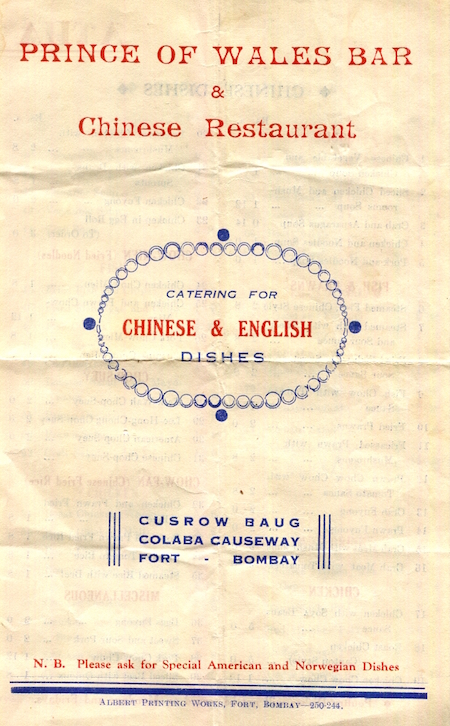 PRINCE OF WALES BAR
&
Chinese Restaurant
CATERING FOR
CHINESE & ENGLISH
DISHES
CUSROW BAUG
COLABA CAUSEWAY
FORT - BOMBAY
N. B. Please ask for Special American and Norwegian Dishes
ALBERT PRINTING WORKS, FORT, BOMBAY—250-244.